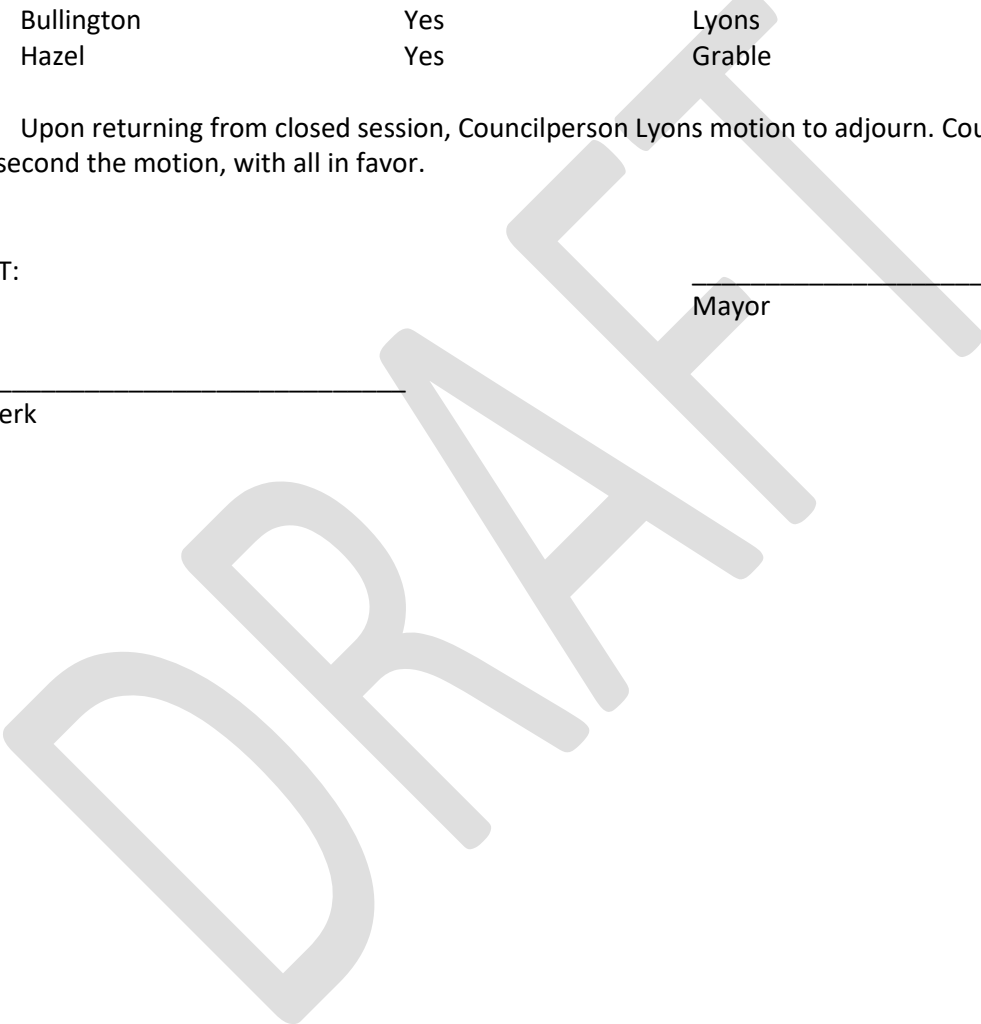 Bullington Yes Lyons
Hazel Yes Grable
Upon returning from closed session, Councilperson Lyons motion to adjourn. Cou
second the motion, with all in favor.
T:
Mayor
erk
DRAFT